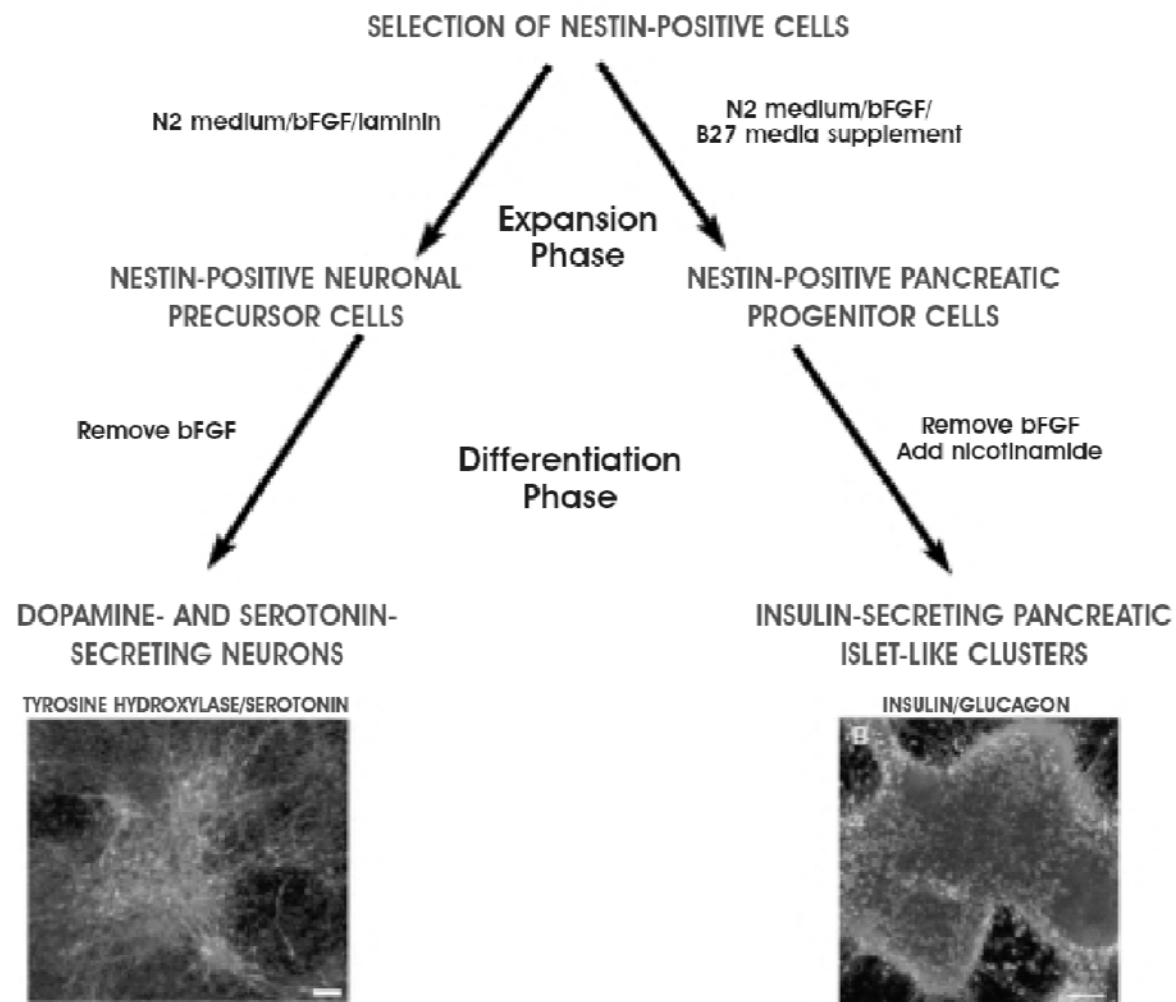 SELECTION OF NESTIN-POSITIVE CELLS
N2 medium/bFGF/laminin
N2 medium/bFGF/
B27 media supplement
Expansion
Phase
NESTIN-POSITIVE NEURONAL
PRECURSOR CELLS
NESTIN-POSITIVE PANCREATIC
PROGENITOR CELLS
Remove bFGF
Remove bFGF
Add nicotinamide
Differentiation
Phase
DOPAMINE- AND SEROTONIN-
SECRETING NEURONS
INSULIN-SECRETING PANCREATIC
ISLET-LIKE CLUSTERS
TYROSINE HYDROXYLASE/SEROTONIN
INSULIN/GLUCAGON
B